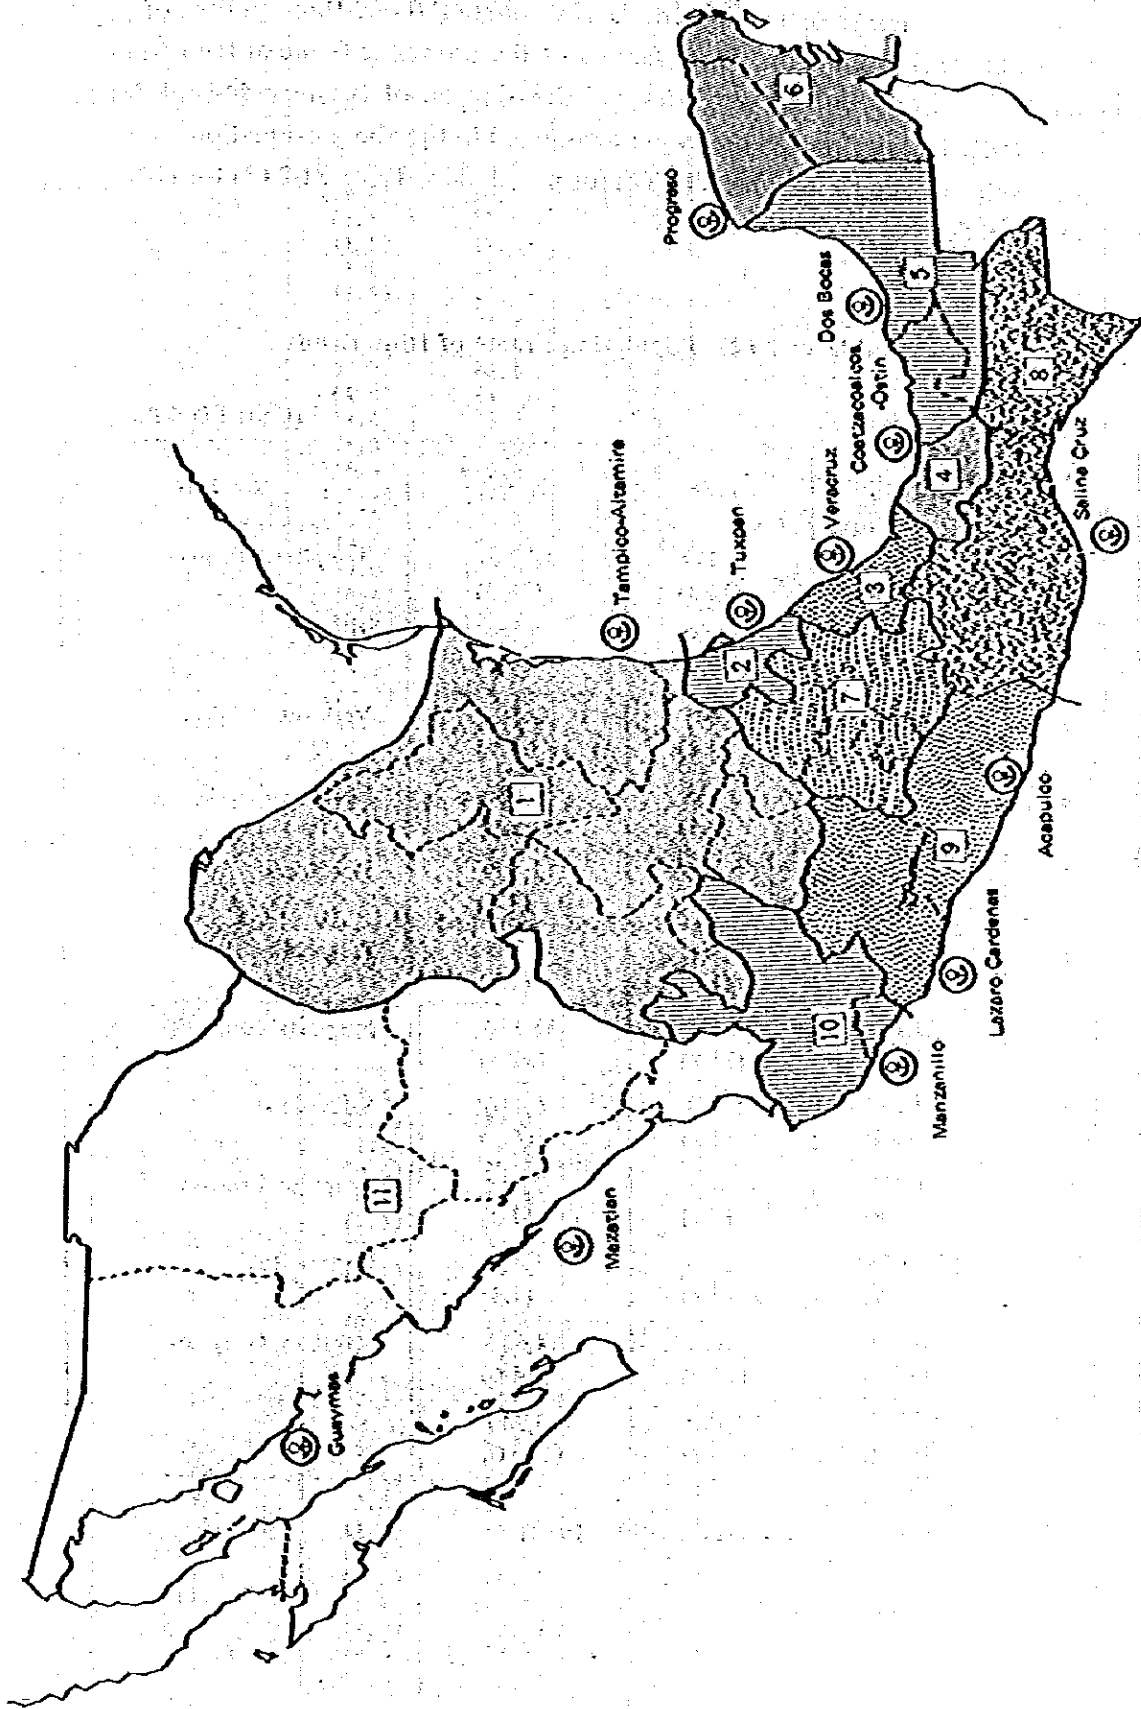 Guaymas
11
Mazatlan
1
Tampico-Altamira
Manzanillo
10
Lazaro Cardenas
9
Acapulco
7
2
Tuxpan
3
Veracruz
4
Coatzacoalcos
-Ostin
Dos Bocas
5
Progreso
6
8
Salina Cruz